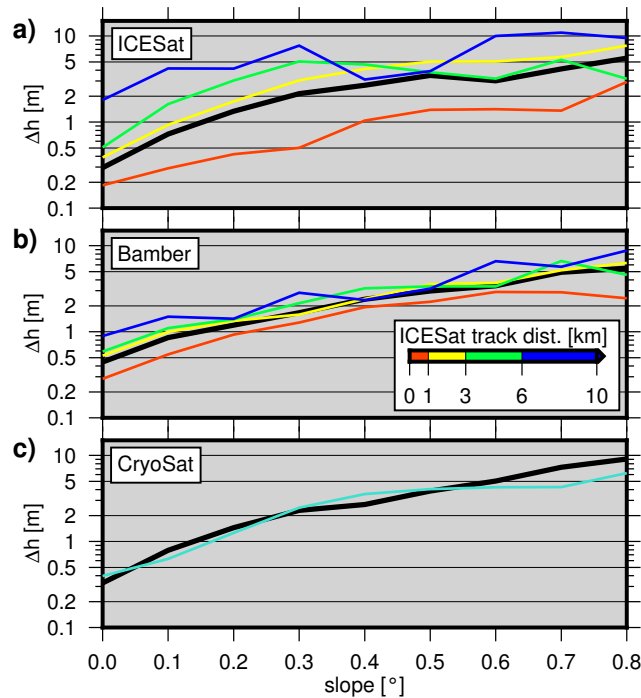 a)
ICESat
Δh [m]
10
5
2
1
0.5
0.2
0.1
b)
Bamber
Δh [m]
10
5
2
1
0.5
0.2
0.1
ICESat track dist. [km]
0 1 3 6 10
c)
CryoSat
Δh [m]
10
5
2
1
0.5
0.2
0.1
0.0 0.1 0.2 0.3 0.4 0.5 0.6 0.7 0.8
slope [°]